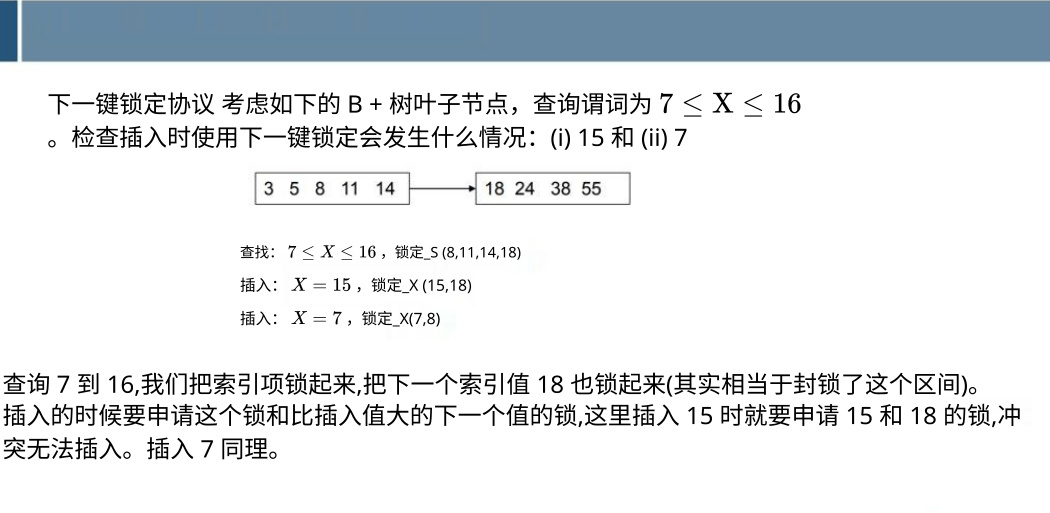 下一键锁定协议 考虑如下的 B + 树叶子节点，查询谓词为 7 ≤ X ≤ 16
。检查插入时使用下一键锁定会发生什么情况：(i) 15 和 (ii) 7
3 5 8 11 14 18 24 38 55
查找： 7 ≤ X ≤ 16 ，锁定_S (8,11,14,18)
插入： X = 15 ，锁定_X (15,18)
插入： X = 7 ，锁定_X(7,8)
查询 7 到 16,我们把索引项锁起来,把下一个索引值 18 也锁起来(其实相当于封锁了这个区间)。
插入的时候要申请这个锁和比插入值大的下一个值的锁,这里插入 15 时就要申请 15 和 18 的锁,冲
突无法插入。插入 7 同理。